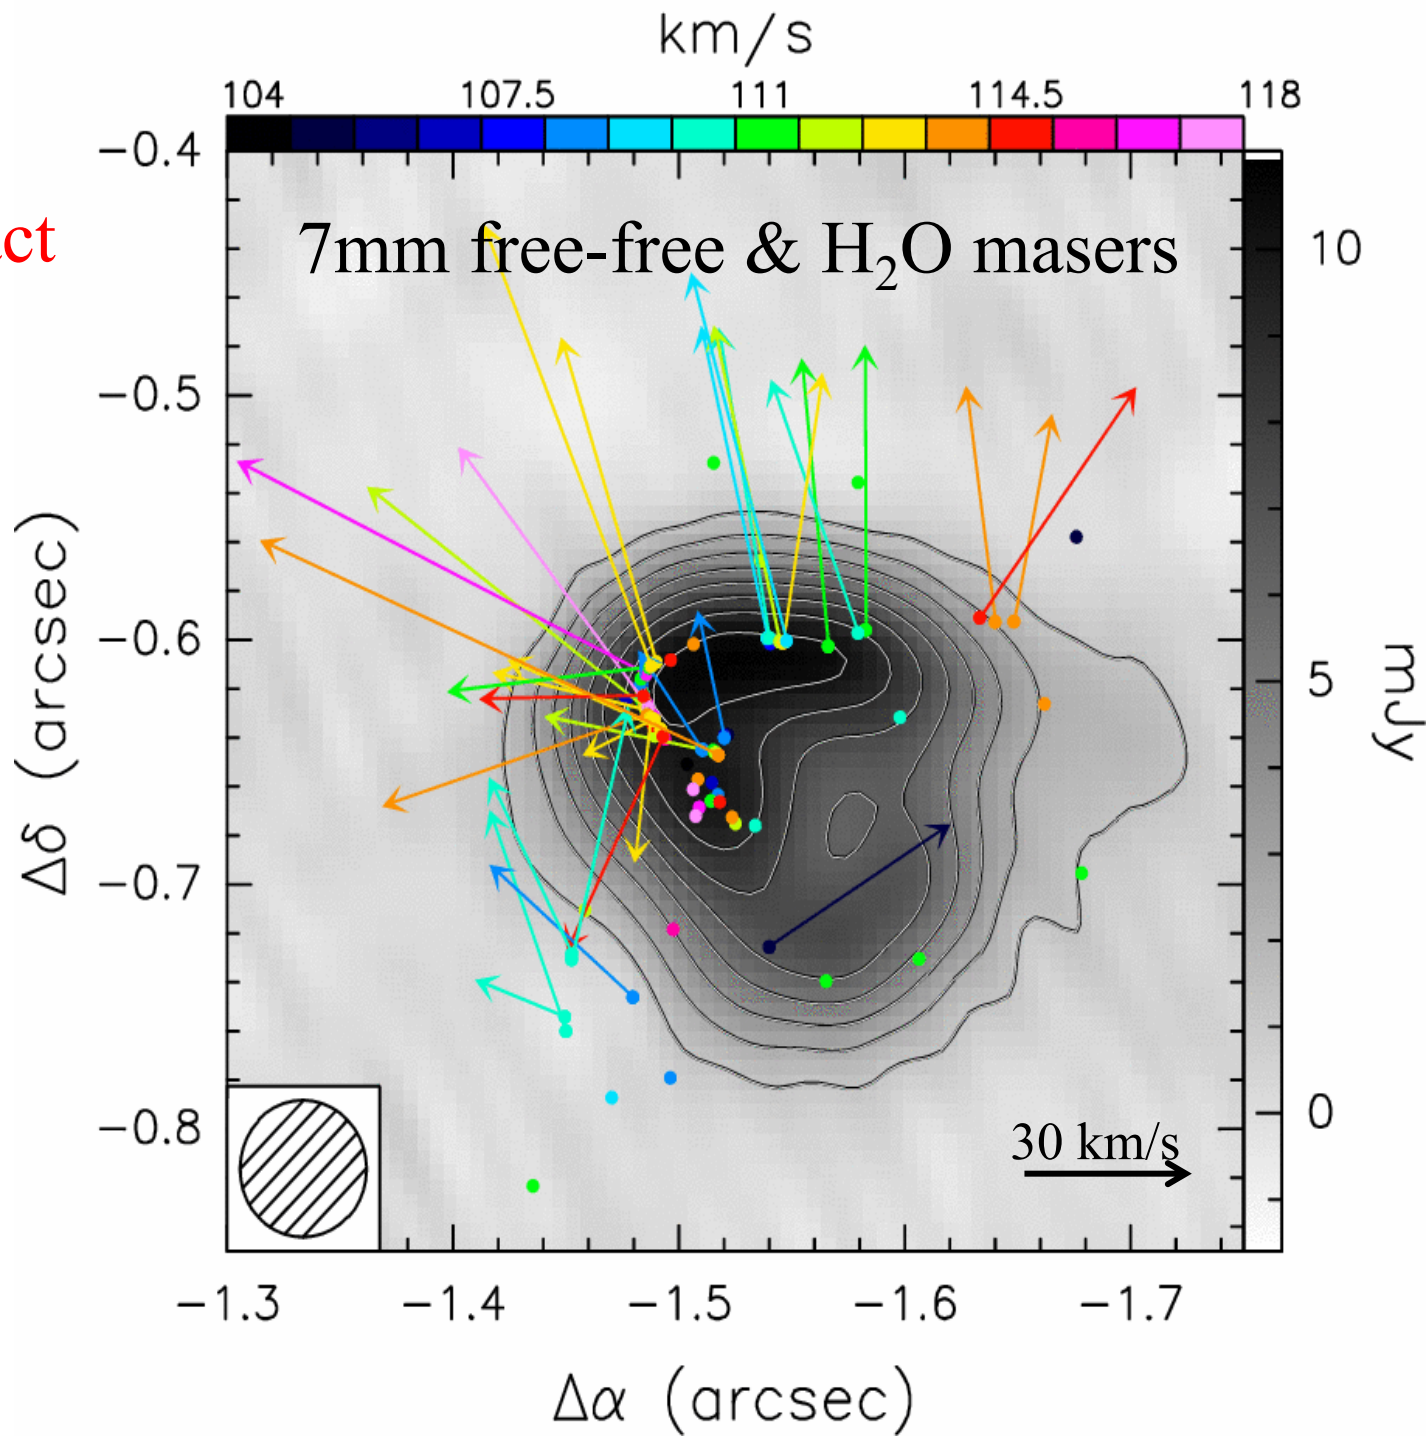 km/s
104 107.5 111 114.5 118
act
7mm free-free & H₂O masers
−0.4
−0.5
−0.6
−0.7
−0.8
Δδ (arcsec)
10
5
0
mJy
30 km/s
−1.3 −1.4 −1.5 −1.6 −1.7
Δα (arcsec)